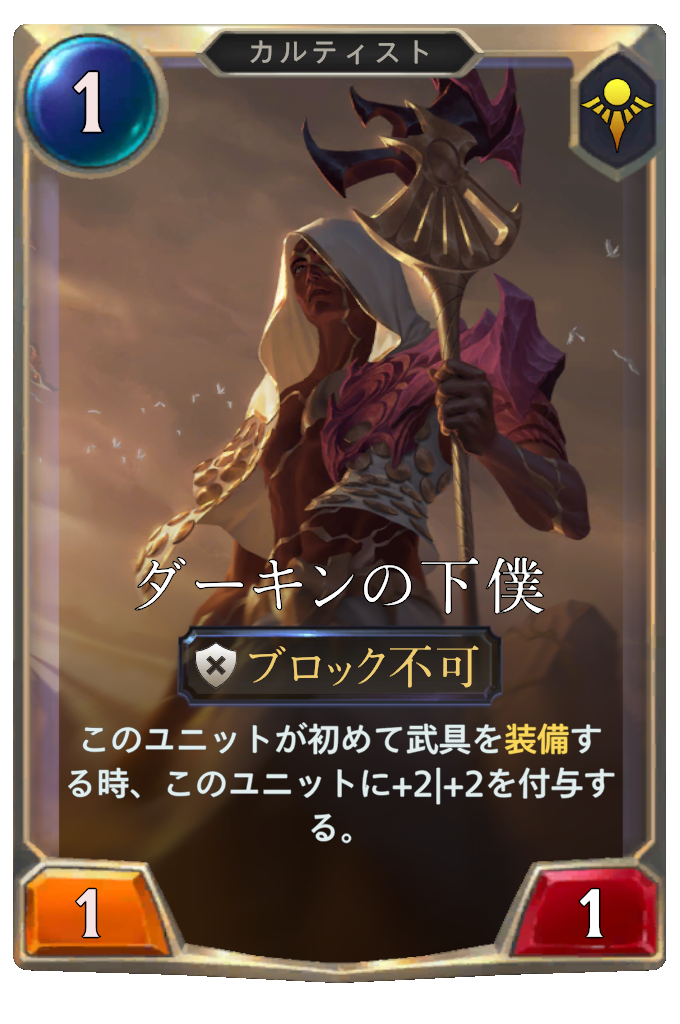 カルティスト
1
ダーキンの下僕
ブロック不可
このユニットが初めて武具を装備す
る時、このユニットに+2|+2を付与す
る。
1
1